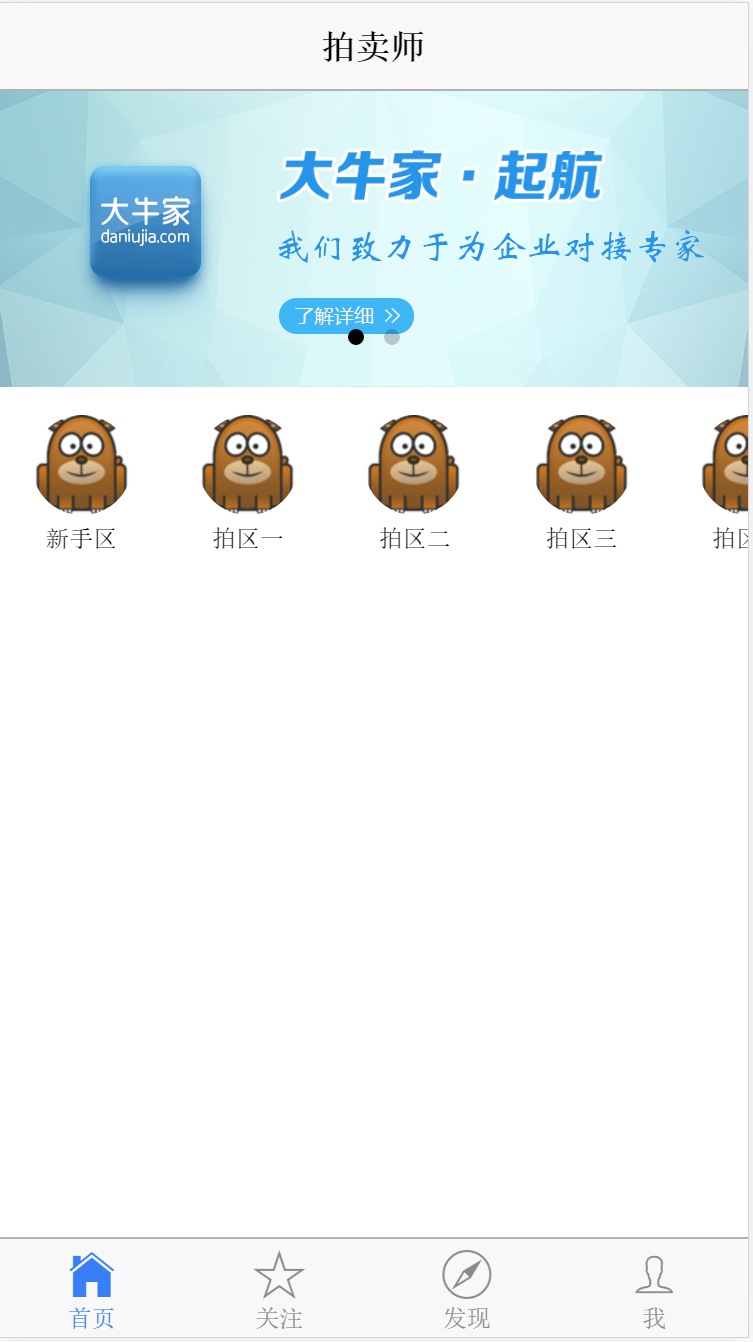 拍卖师
大牛家
daniujia.com
大牛家·起航
我们致力于为企业对接专家
了解详细
新手区 拍区一 拍区二 拍区三 拍区
首页 关注 发现 我